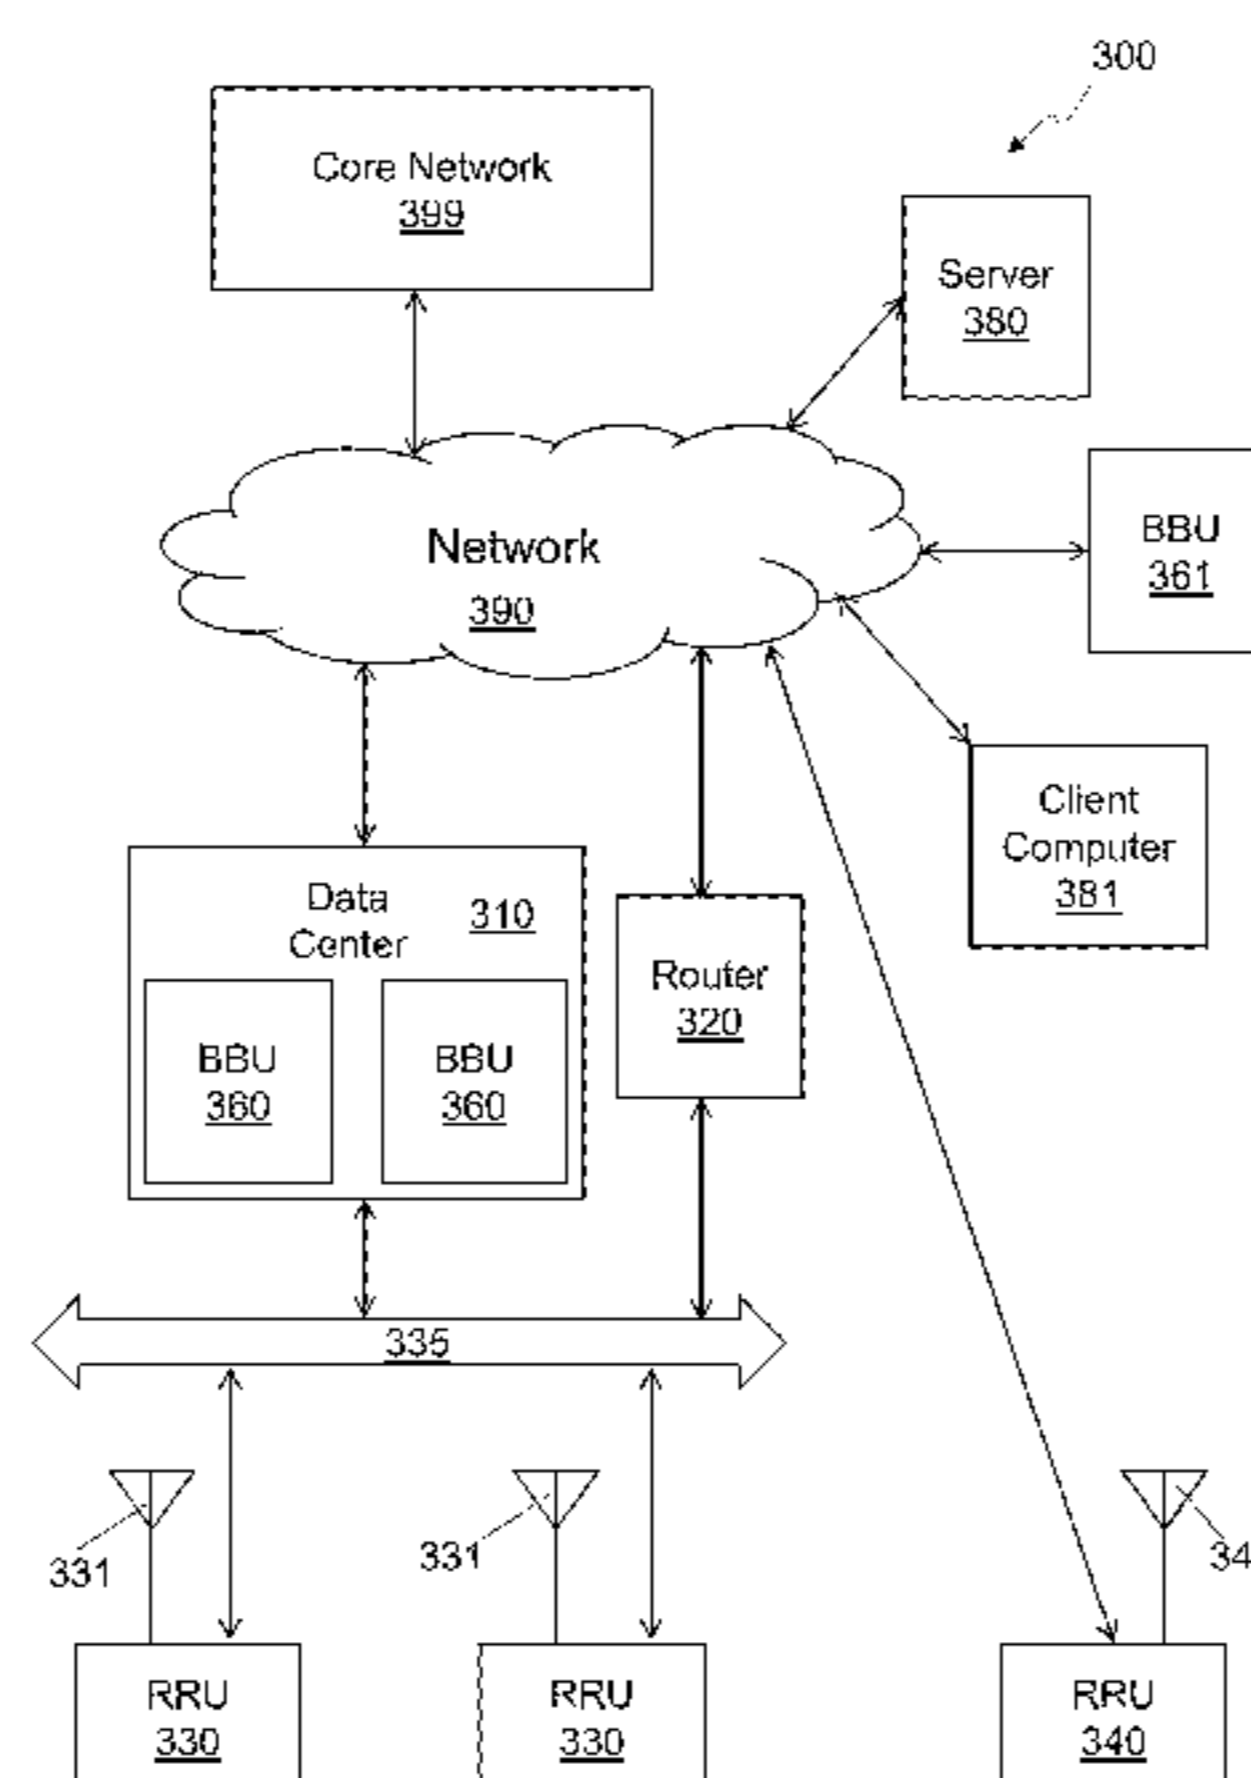 300
Core Network
399
Server
380
Network
390
BBU
361
Client
Computer
381
Data
Center
310
Router
320
BBU
360
BBU
360
335
331
331
34
RRU
330
RRU
330
RRU
340